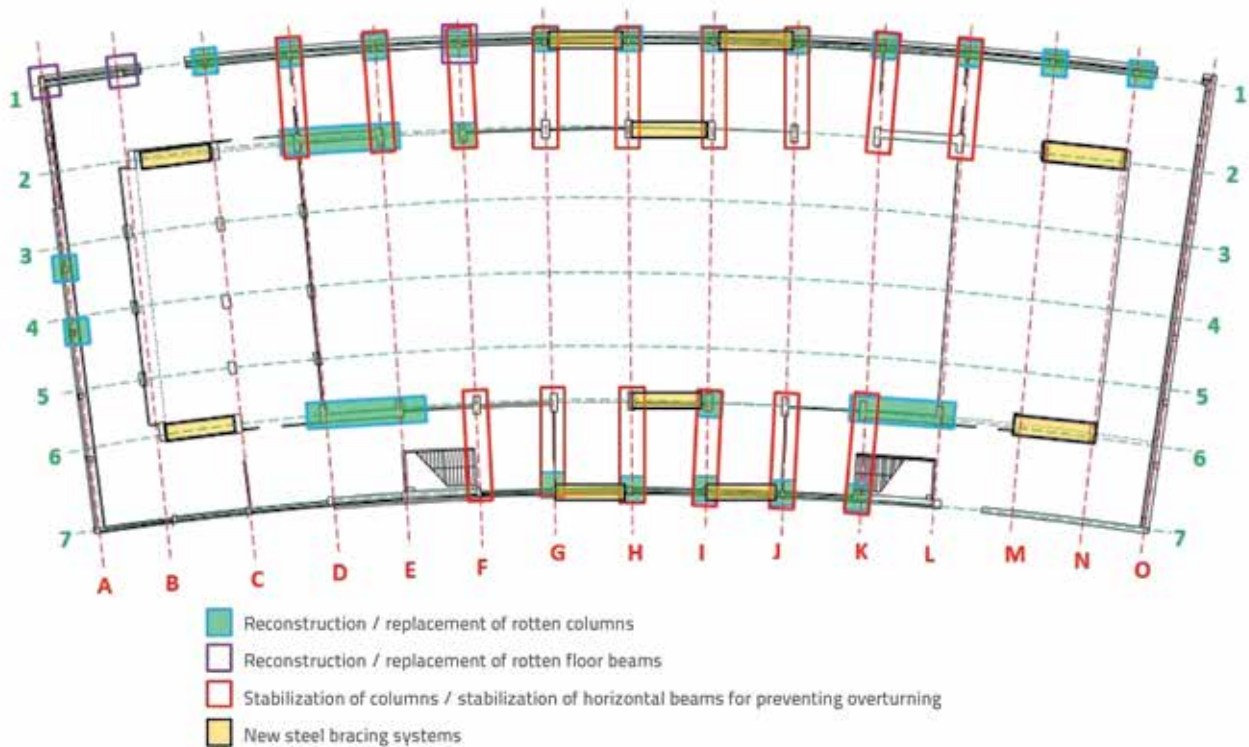 1 1
2 2
3 3
4 4
5 5
6 6
7 7
A B C D E F G H I J K L M N O
Reconstruction / replacement of rotten columns
Reconstruction / replacement of rotten floor beams
Stabilization of columns / stabilization of horizontal beams for preventing overturning
New steel bracing systems